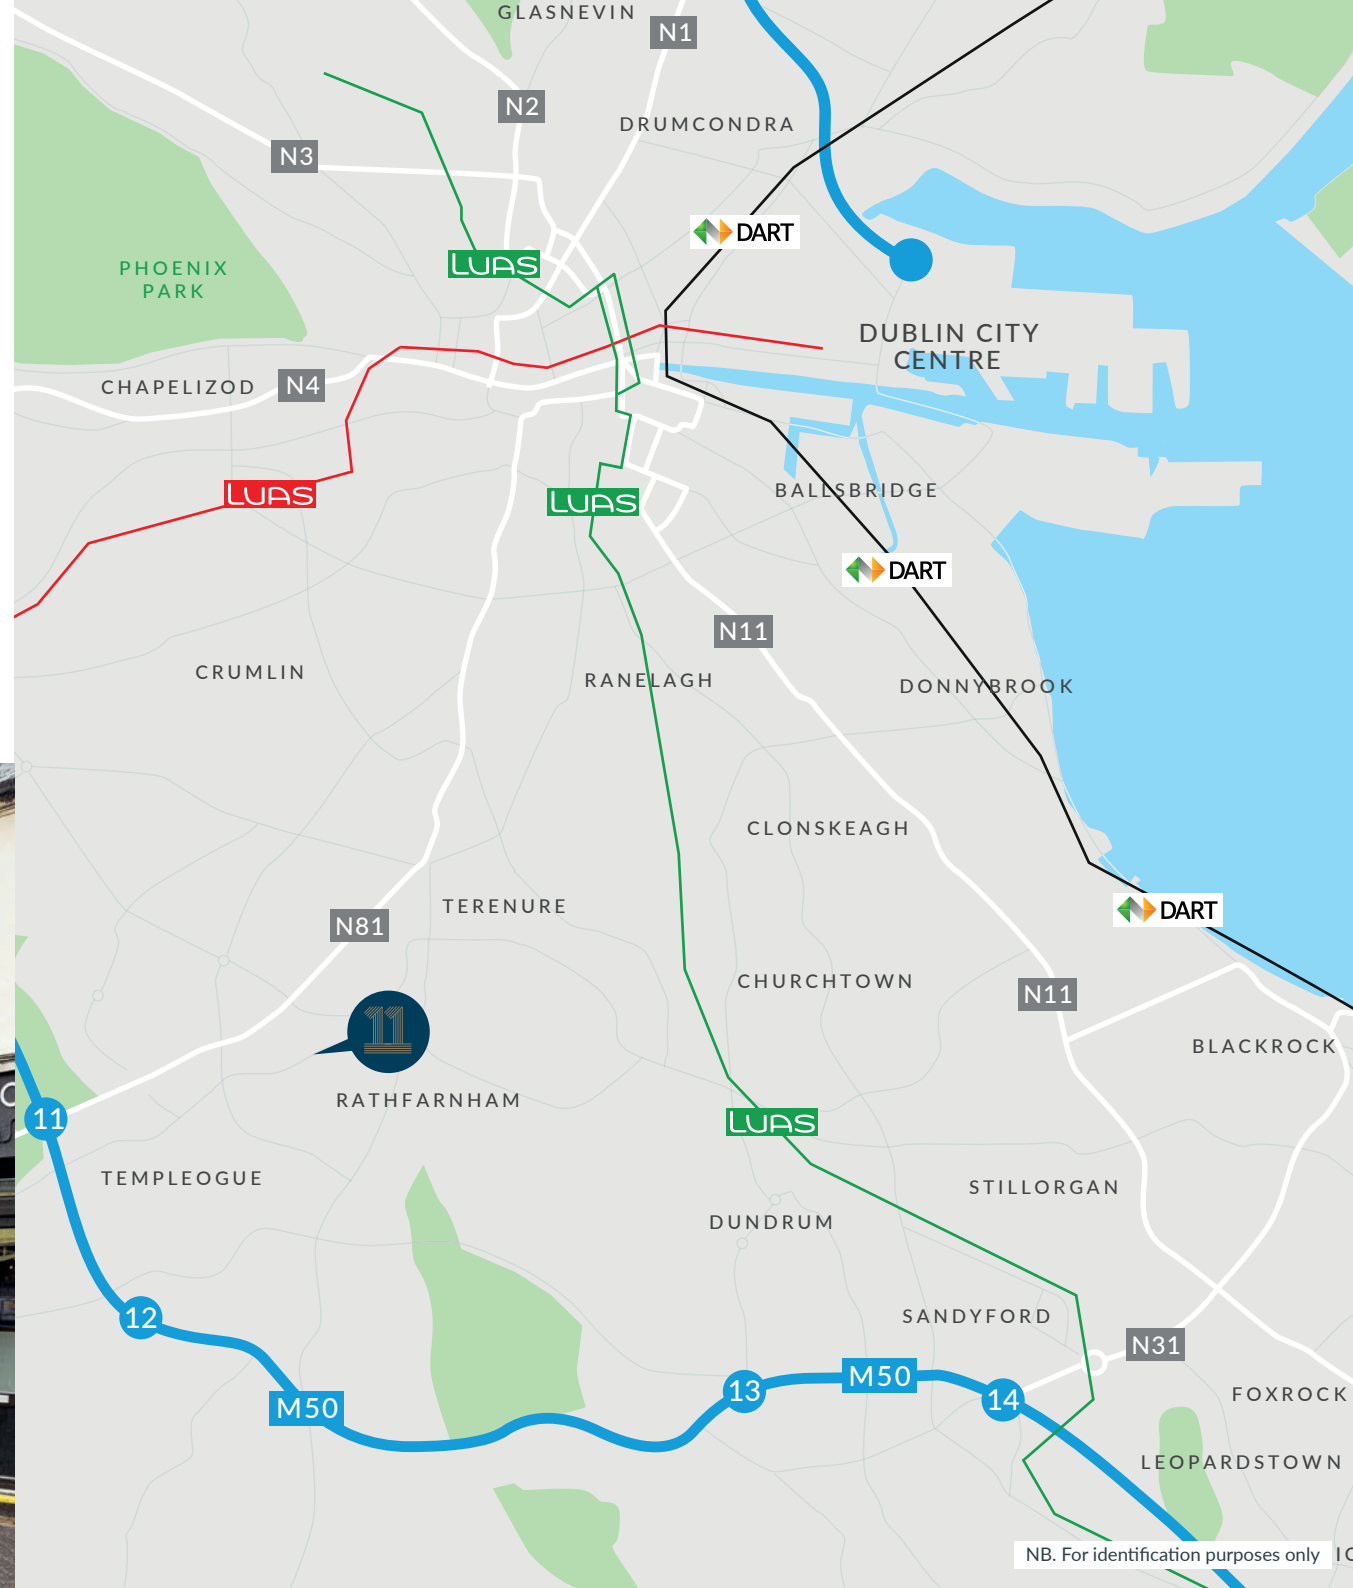 GLASNEVIN
N1
N2
DRUMCONDRA
N3
DART
LUAS
PHOENIX
PARK
DUBLIN CITY
CENTRE
CHAPELIZOD
N4
LUAS
LUAS
BALLSBRIDGE
DART
N11
CRUMLIN
RANELAGH
DONNYBROOK
CLONSKEAGH
TERENURE
DART
N81
CHURCHTOWN
N11
11
BLACKROCK
RATHFARNHAM
11
LUAS
TEMPLEOGUE
STILLORGAN
DUNDRUM
12
SANDYFORD
N31
M50
13
14
FOXROCK
M50
LEOPARDSTOWN
NB. For identification purposes only